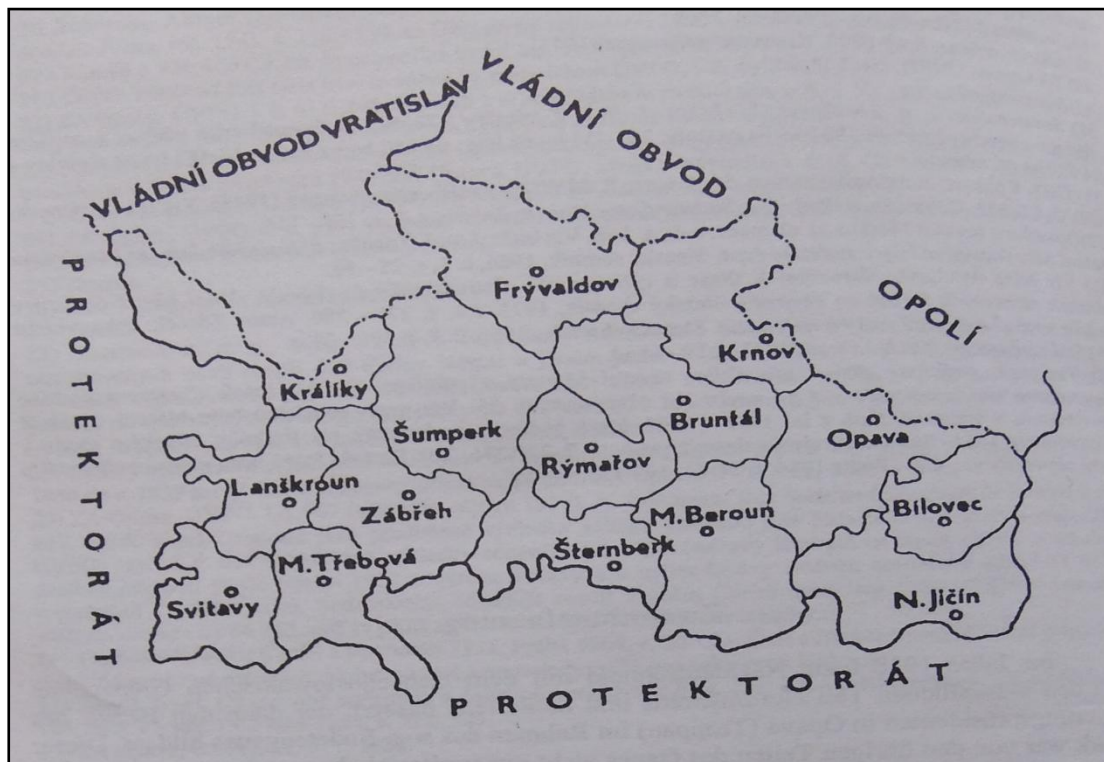 VLÁDNÍ OBVOD VRATISLAV
VLÁDNÍ OBVOD
OPOLÍ
PROTEKTORÁT
Frývaldov
Krnov
Králíky
Bruntál
Šumperk
Opava
Rýmařov
Lanškroun
Zábřeh
M.Beroun
Bílovec
M.Třebová
Šternberk
Svitavy
N.Jičín
PROTEKTORÁT